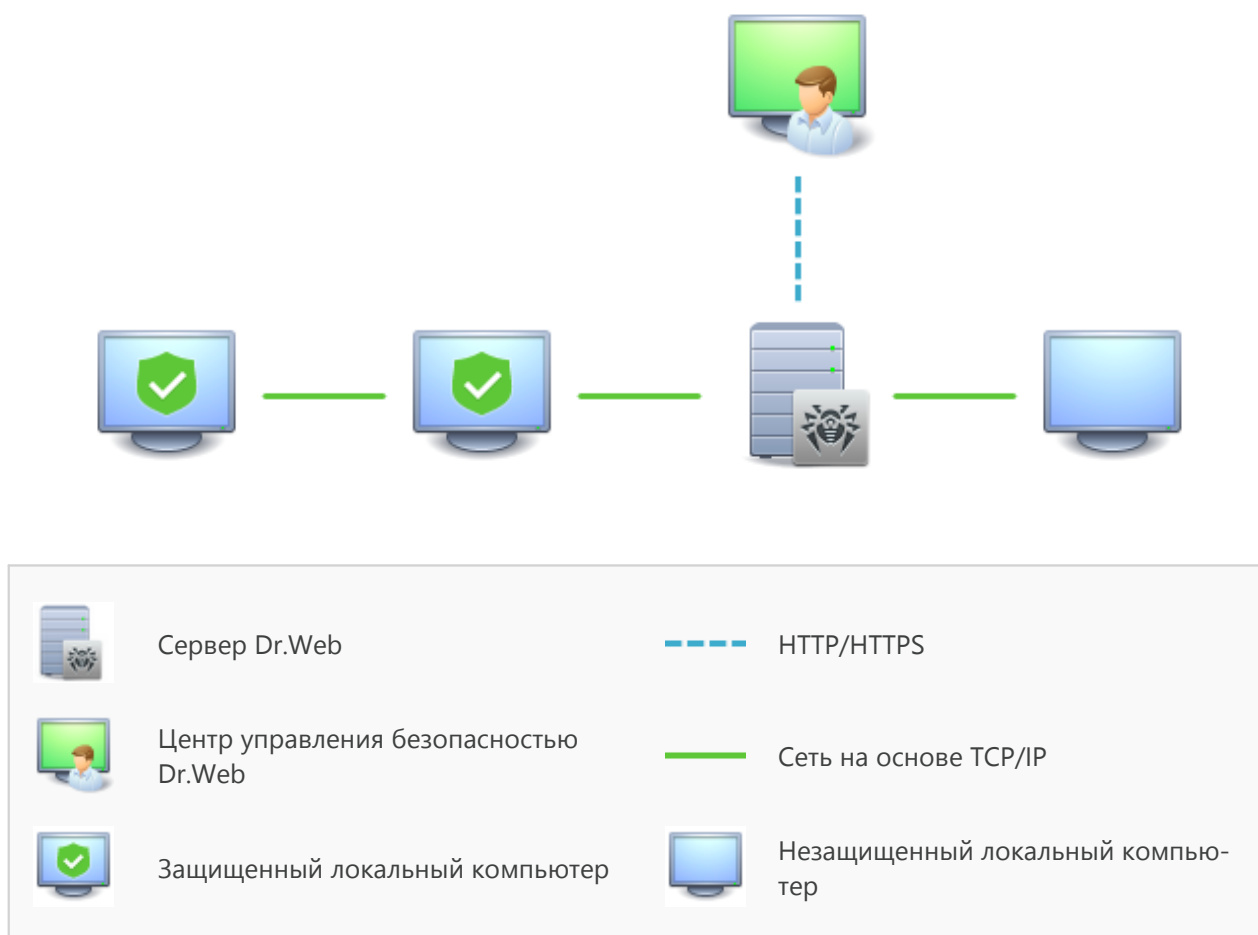 Сервер Dr.Web
HTTP/HTTPS
Центр управления безопасностью
Dr.Web
Сеть на основе TCP/IP
Защищенный локальный компьютер
Незащищенный локальный компью-
тер